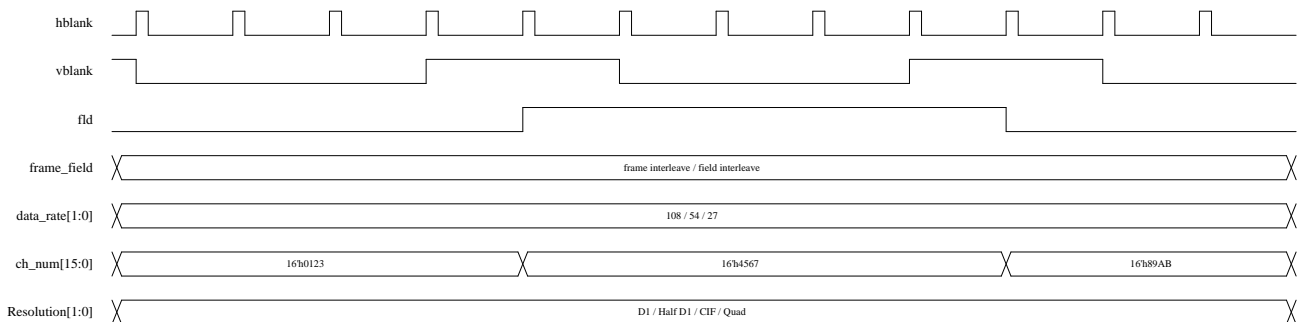 hblank
vblank
fld
frame_field frame interleave / field interleave
data_rate[1:0] 108 / 54 / 27
ch_num[15:0] 16'h0123 16'h4567 16'h89AB
Resolution[1:0] D1 / Half D1 / CIF / Quad